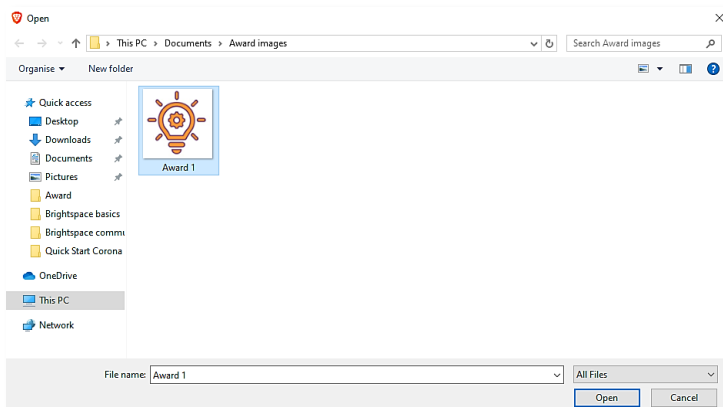 Open
This PC > Documents > Award images
Search Award images
Organise
New folder
?
Quick access
Desktop
Downloads
Documents
Pictures
Award
Brightspace basics
Brightspace commu
Quick Start Corona
OneDrive
This PC
Network
Award 1
File name: Award 1
All Files
Open
Cancel